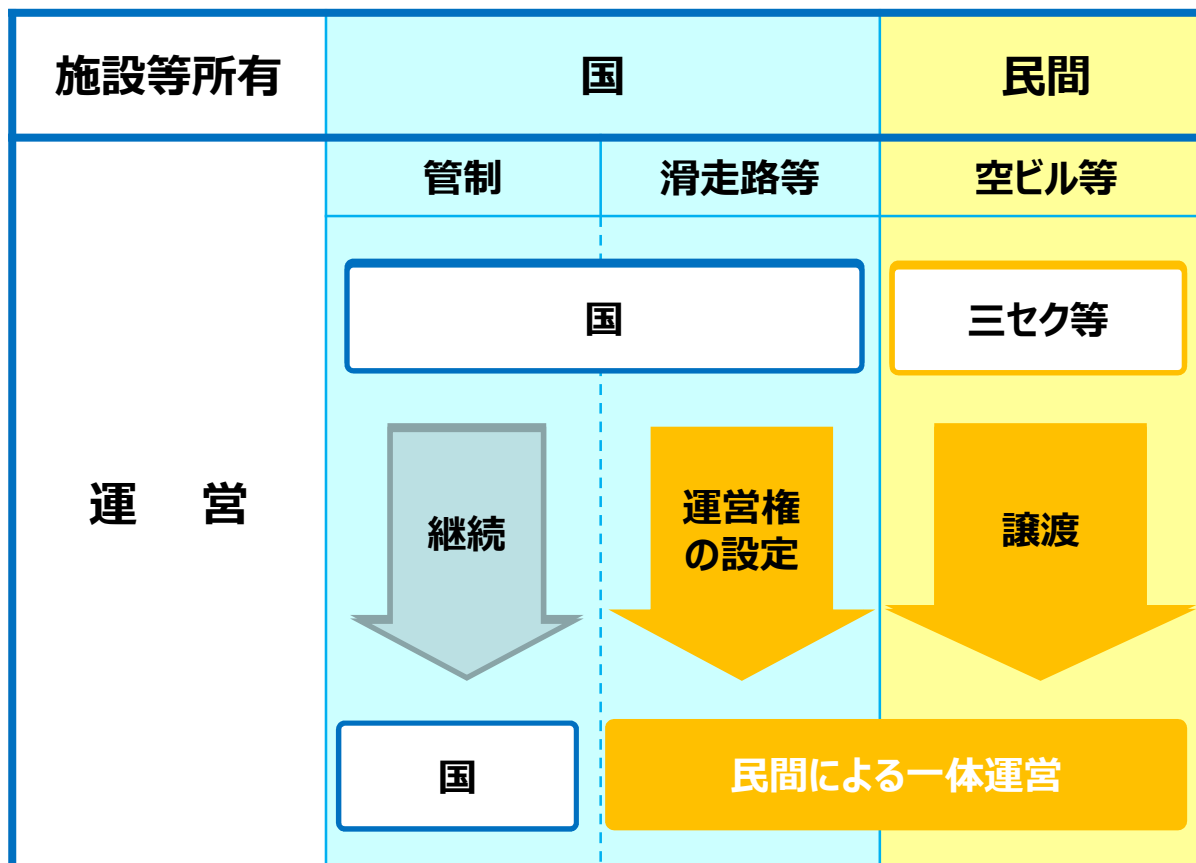 施設等所有
国
民間
管制
滑走路等
空ビル等
運 営
国
三セク等
継続
運営権
の設定
譲渡
国
民間による一体運営